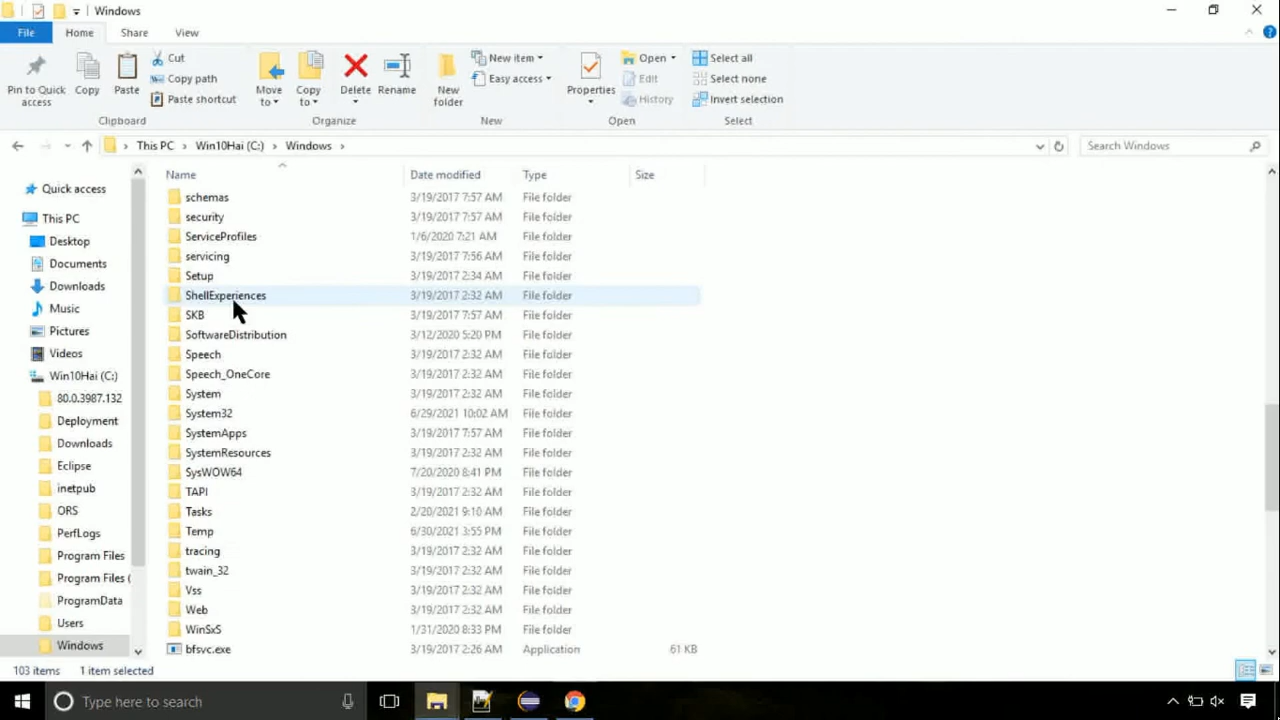 Windows
File Home Share View
Pin to Quick access
Copy
Paste
Cut
Copy path
Paste shortcut
Clipboard
Move to
Copy to
Delete
Rename
Organize
New folder
New item
Easy access
New
Properties
Open
Edit
History
Open
Select all
Select none
Invert selection
Select
This PC > Win10Hai (C:) > Windows >
Search Windows
Quick access
This PC
Desktop
Documents
Downloads
Music
Pictures
Videos
Win10Hai (C:)
80.0.3987.132
Deployment
Downloads
Eclipse
inetpub
ORS
PerfLogs
Program Files
Program Files (
ProgramData
Users
Windows
Name Date modified Type Size
schemas 3/19/2017 7:57 AM File folder
security 3/19/2017 7:57 AM File folder
ServiceProfiles 1/6/2020 7:21 AM File folder
servicing 3/19/2017 7:56 AM File folder
Setup 3/19/2017 2:34 AM File folder
ShellExperiences 3/19/2017 2:32 AM File folder
SKB 3/19/2017 7:57 AM File folder
SoftwareDistribution 3/12/2020 5:20 PM File folder
Speech 3/19/2017 2:32 AM File folder
Speech_OneCore 3/19/2017 2:32 AM File folder
System 3/19/2017 2:32 AM File folder
System32 6/29/2021 10:02 AM File folder
SystemApps 3/19/2017 7:57 AM File folder
SystemResources 3/19/2017 2:32 AM File folder
SysWOW64 7/20/2020 8:41 PM File folder
TAPI 3/19/2017 2:32 AM File folder
Tasks 2/20/2021 9:10 AM File folder
Temp 6/30/2021 3:55 PM File folder
tracing 3/19/2017 2:32 AM File folder
twain_32 3/19/2017 2:32 AM File folder
Vss 3/19/2017 2:32 AM File folder
Web 3/19/2017 2:32 AM File folder
WinSxS 1/31/2020 8:33 PM File folder
bfsvc.exe 3/19/2017 2:26 AM Application 61 KB
103 items 1 item selected
Type here to search